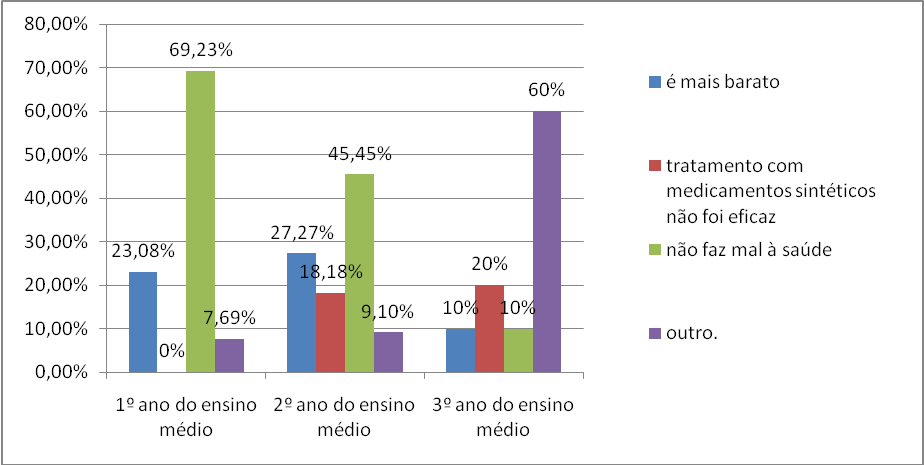 80,00%
70,00%
60,00%
50,00%
40,00%
30,00%
20,00%
10,00%
0,00%
23,08%
0%
69,23%
7,69%
27,27%
18,18%
45,45%
9,10%
10%
20%
10%
60%
1º ano do ensino
médio
2º ano do ensino
médio
3º ano do ensino
médio
é mais barato
tratamento com
medicamentos sintéticos
não foi eficaz
não faz mal à saúde
outro.